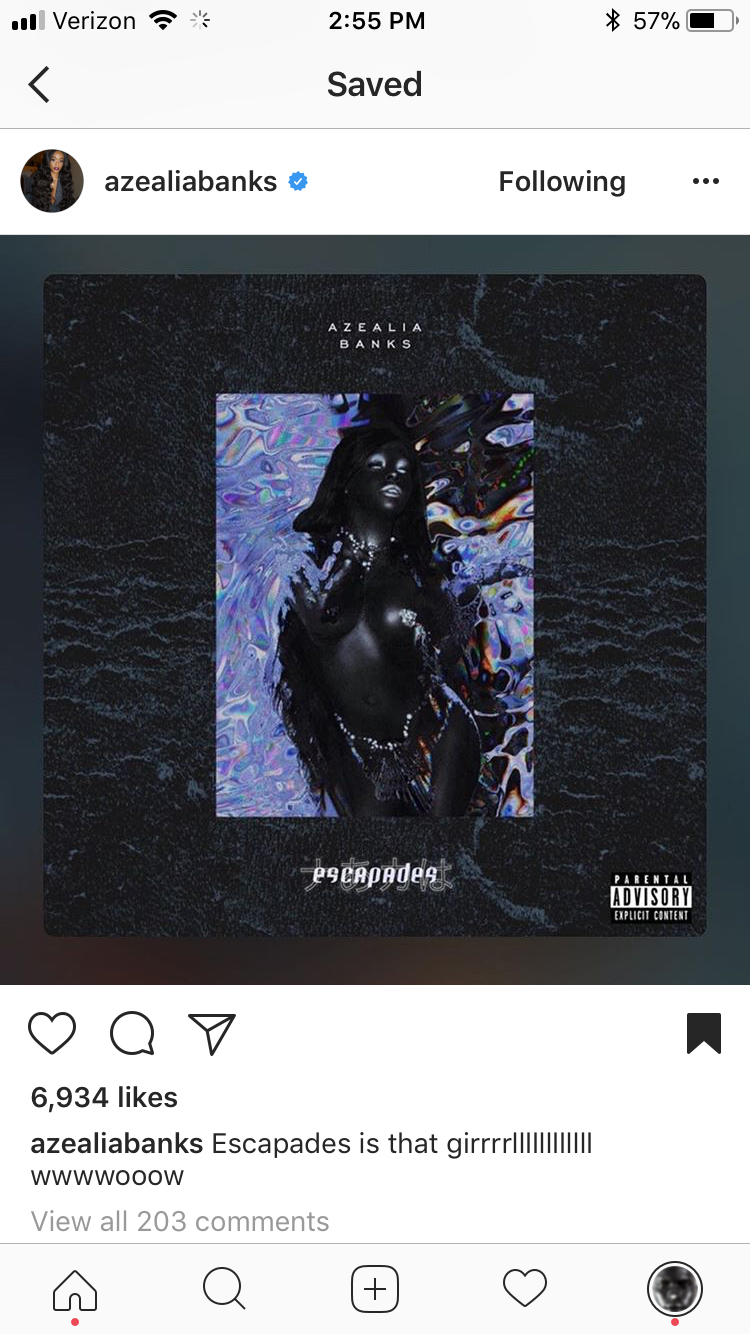 Verizon 2:55 PM 57%
Saved
azealiabanks Following
AZEALIA
BANKS
escapades
PARENTAL
ADVISORY
EXPLICIT CONTENT
6,934 likes
azealiabanks Escapades is that girrrrllllllllllll
wwwwooow
View all 203 comments